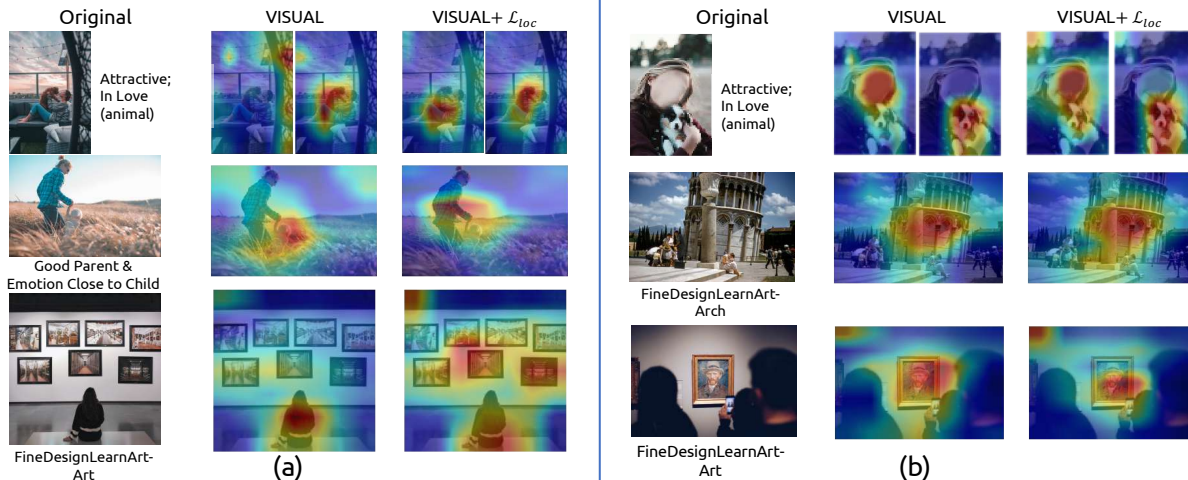 Original
VISUAL
VISUAL+ ℒloc
Attractive;
In Love
(animal)
Good Parent &
Emotion Close to Child
FineDesignLearnArt-
Art
(a)
Original
VISUAL
VISUAL+ ℒloc
Attractive;
In Love
(animal)
FineDesignLearnArt-
Arch
FineDesignLearnArt-
Art
(b)